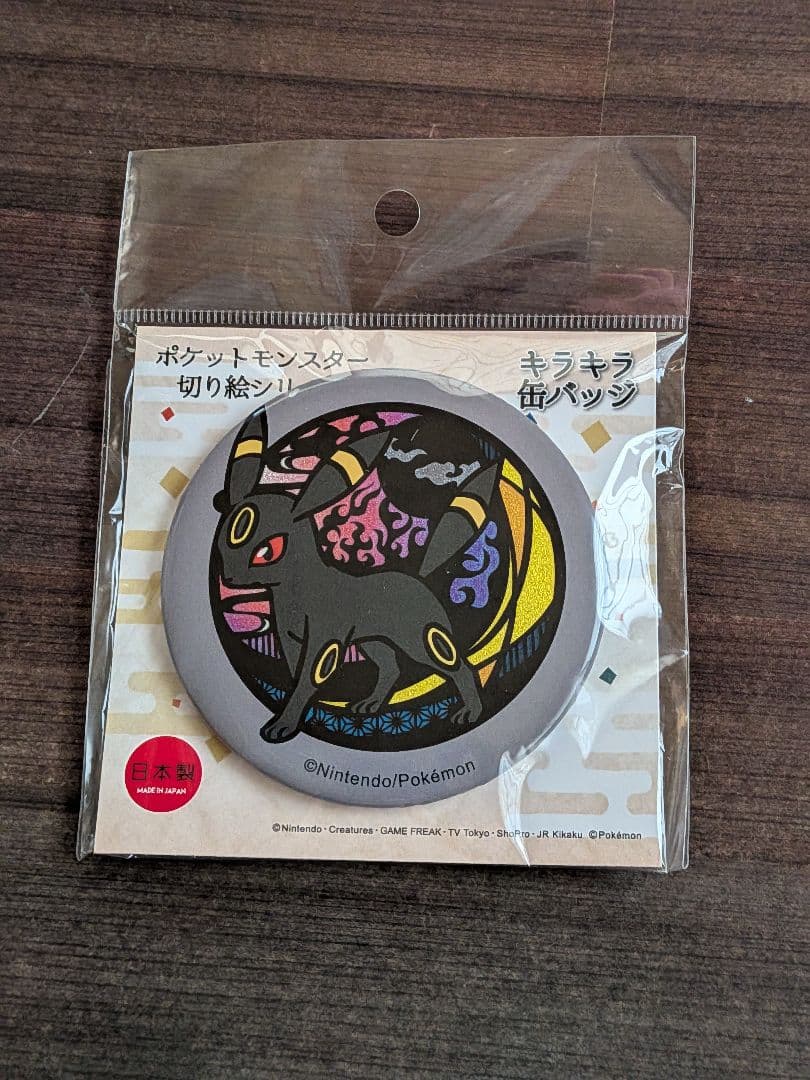 ポケットモンスター
切り絵シリ
キラキラ
缶バッジ
©Nintendo/Pokémon
日本製
MADE IN JAPAN
©Nintendo・Creatures・GAME FREAK・TV Tokyo・ShoPro・JR Kikaku ©Pokémon